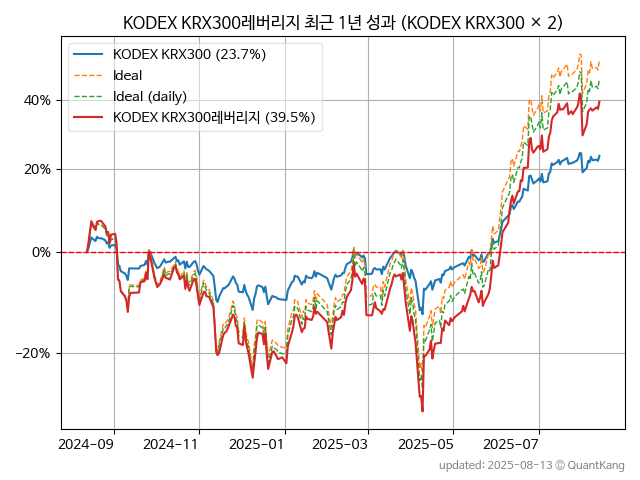 KODEX KRX300레버리지 최근 1년 성과 (KODEX KRX300 × 2)
KODEX KRX300 (23.7%)
Ideal
Ideal (daily)
KODEX KRX300레버리지 (39.5%)
40%
20%
0%
−20%
2024-09
2024-11
2025-01
2025-03
2025-05
2025-07
updated: 2025-08-13 © QuantKang